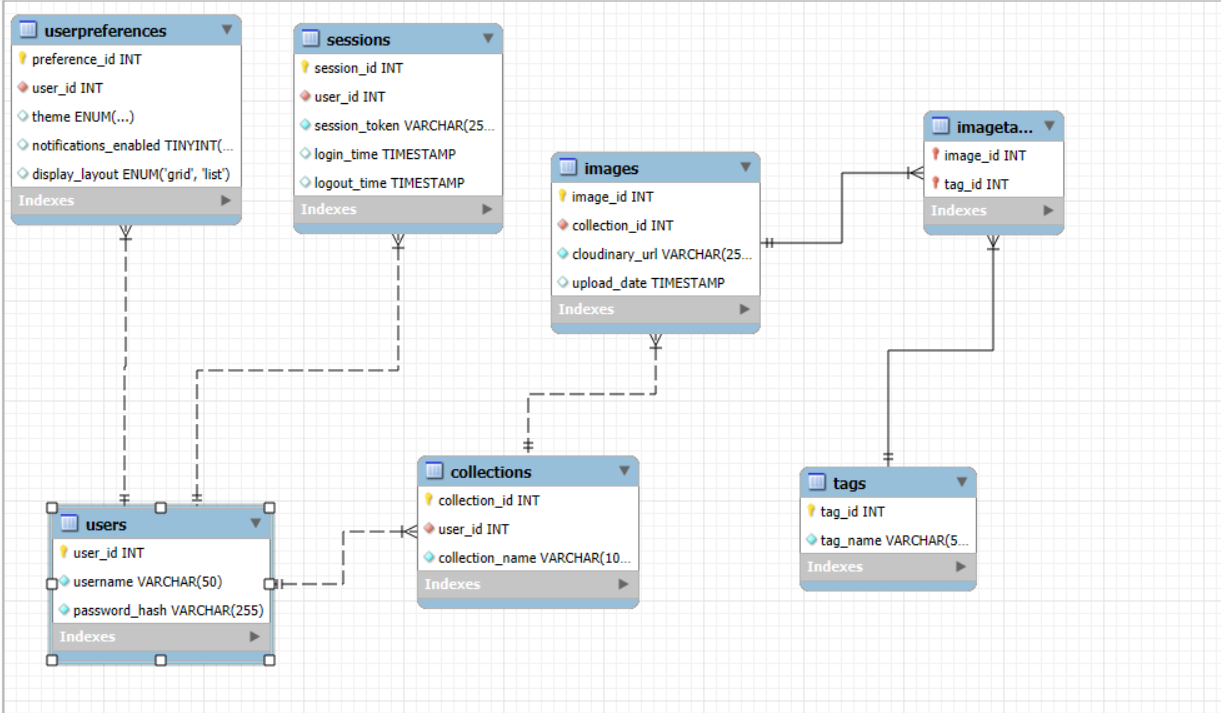 userpreferences
preference_id INT
user_id INT
theme ENUM(...)
notifications_enabled TINYINT(...
display_layout ENUM('grid', 'list')
Indexes
sessions
session_id INT
user_id INT
session_token VARCHAR(25...
login_time TIMESTAMP
logout_time TIMESTAMP
Indexes
images
image_id INT
collection_id INT
cloudinary_url VARCHAR(25...
upload_date TIMESTAMP
Indexes
imageta...
image_id INT
tag_id INT
Indexes
users
user_id INT
username VARCHAR(50)
password_hash VARCHAR(255)
Indexes
collections
collection_id INT
user_id INT
collection_name VARCHAR(10...
Indexes
tags
tag_id INT
tag_name VARCHAR(5...
Indexes